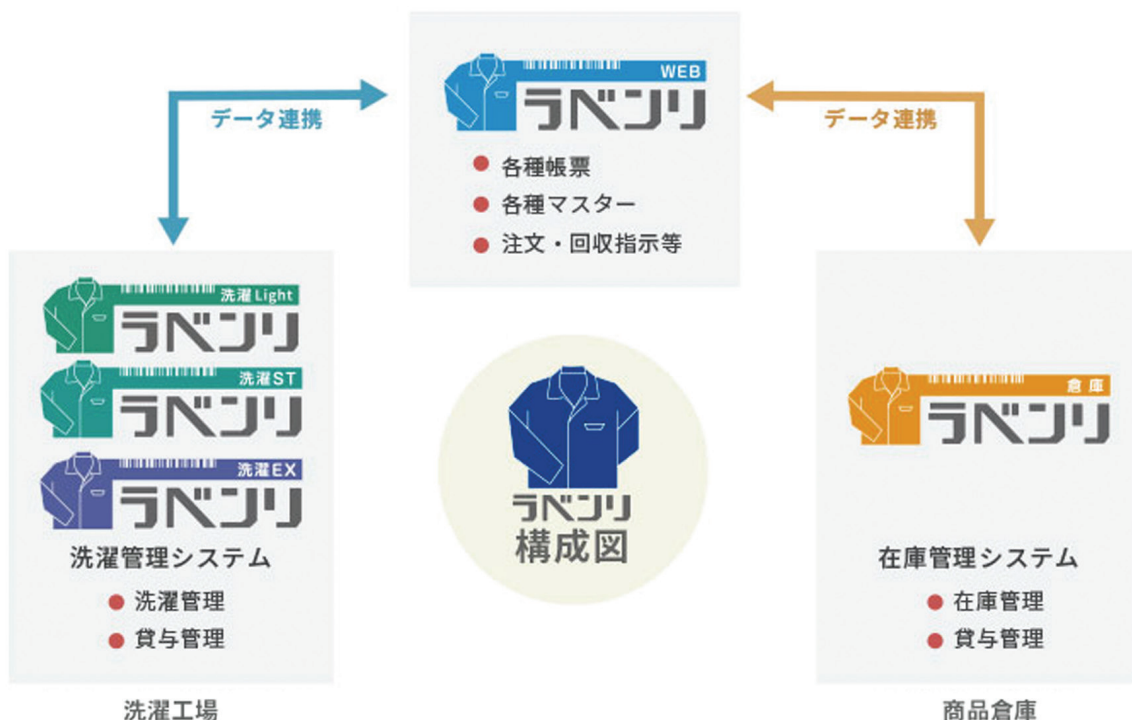 WEB
ラベンリ
各種帳票
各種マスター
注文・回収指示等
データ連携
データ連携
洗濯Light
ラベンリ
洗濯ST
ラベンリ
洗濯EX
ラベンリ
洗濯管理システム
洗濯管理
貸与管理
洗濯工場
ラベンリ
構成図
倉庫
ラベンリ
在庫管理システム
在庫管理
貸与管理
商品倉庫